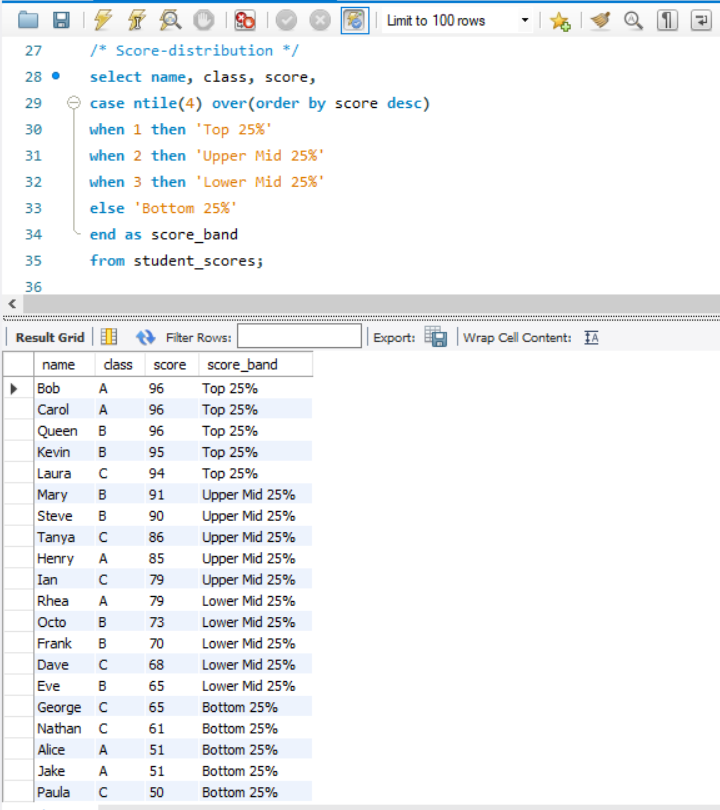 Limit to 100 rows
27 /* Score-distribution */
28 select name, class, score,
29 case ntile(4) over(order by score desc)
30 when 1 then 'Top 25%'
31 when 2 then 'Upper Mid 25%'
32 when 3 then 'Lower Mid 25%'
33 else 'Bottom 25%'
34 end as score_band
35 from student_scores;
36
Result Grid Filter Rows: Export: Wrap Cell Content: IA
name class score score_band
Bob A 96 Top 25%
Carol A 96 Top 25%
Queen B 96 Top 25%
Kevin B 95 Top 25%
Laura C 94 Top 25%
Mary B 91 Upper Mid 25%
Steve B 90 Upper Mid 25%
Tanya C 86 Upper Mid 25%
Henry A 85 Upper Mid 25%
Ian C 79 Upper Mid 25%
Rhea A 79 Lower Mid 25%
Octo B 73 Lower Mid 25%
Frank B 70 Lower Mid 25%
Dave C 68 Lower Mid 25%
Eve B 65 Lower Mid 25%
George C 65 Bottom 25%
Nathan C 61 Bottom 25%
Alice A 51 Bottom 25%
Jake A 51 Bottom 25%
Paula C 50 Bottom 25%